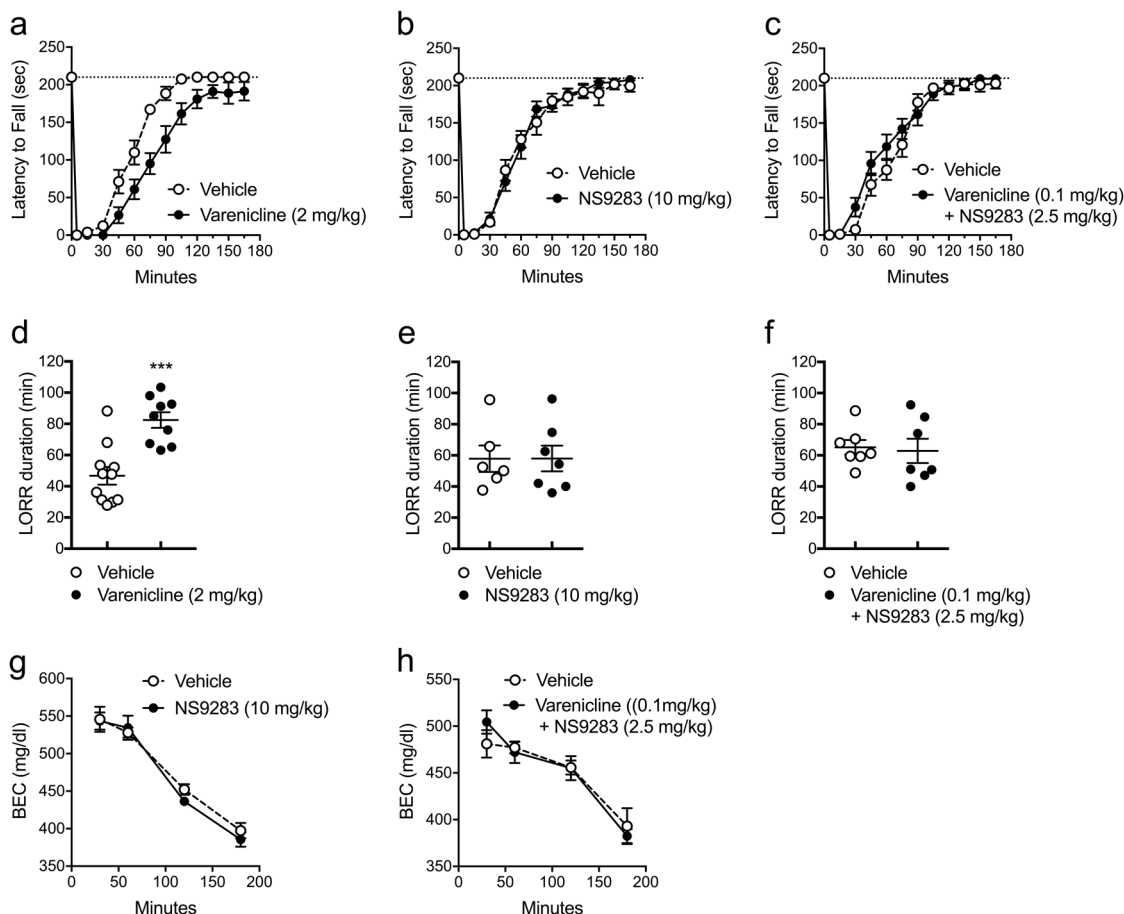 a
Latency to Fall (sec)
250
200
150
100
50
0
Vehicle
Varenicline (2 mg/kg)
0 30 60 90 120 150 180
Minutes
b
Latency to Fall (sec)
250
200
150
100
50
0
Vehicle
NS9283 (10 mg/kg)
0 30 60 90 120 150 180
Minutes
c
Latency to Fall (sec)
250
200
150
100
50
0
Vehicle
Varenicline (0.1 mg/kg)
+ NS9283 (2.5 mg/kg)
0 30 60 90 120 150 180
Minutes
d
LORR duration (min)
120
100
80
60
40
20
0
***
Vehicle
Varenicline (2 mg/kg)
e
LORR duration (min)
120
100
80
60
40
20
0
Vehicle
NS9283 (10 mg/kg)
f
LORR duration (min)
120
100
80
60
40
20
0
Vehicle
Varenicline (0.1 mg/kg)
+ NS9283 (2.5 mg/kg)
g
BEC (mg/dl)
600
550
500
450
400
350
Vehicle
NS9283 (10 mg/kg)
0 50 100 150 200
Minutes
h
BEC (mg/dl)
550
500
450
400
350
Vehicle
Varenicline ((0.1mg/kg)
+ NS9283 (2.5 mg/kg)
0 50 100 150 200
Minutes